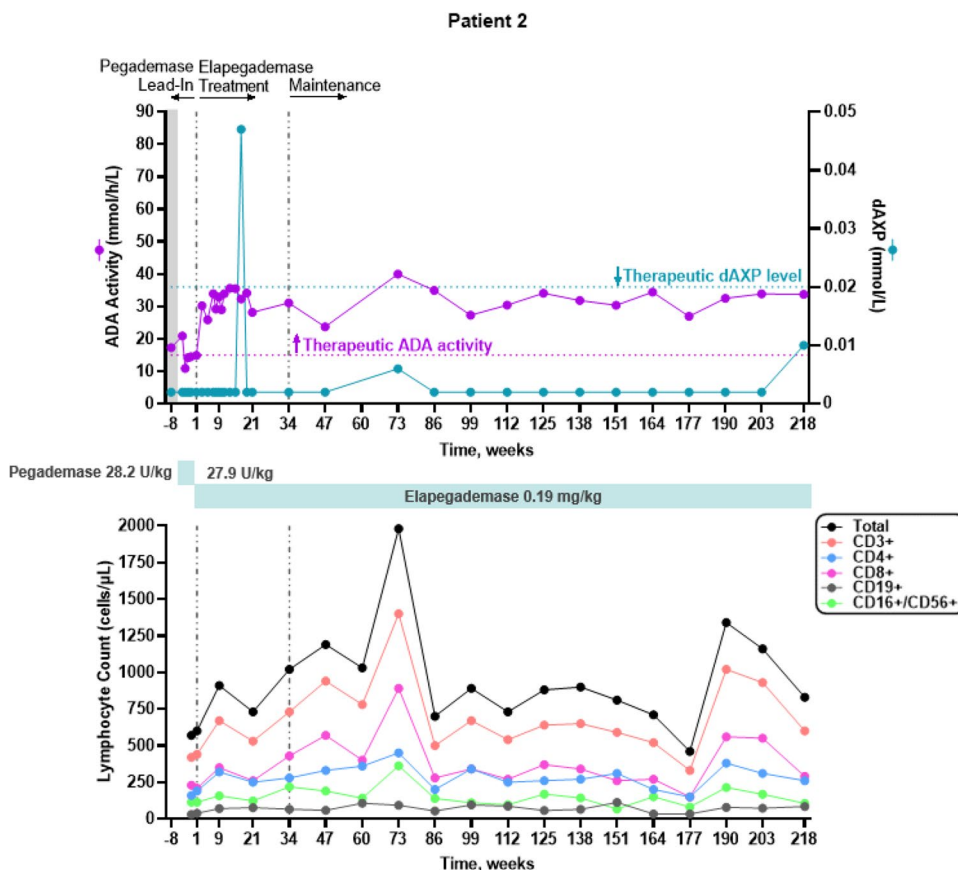 Patient 2
Pegademase Elapegademase
Lead-In Treatment Maintenance
90
80
70
60
50
40
30
20
10
0
ADA Activity (mmol/h/L)
0.05
0.04
0.03
0.02
0.01
0
dAXP (mmol/L)
Therapeutic dAXP level
Therapeutic ADA activity
-8 1 9 21 34 47 73 86 99 112 125 138 151 164 177 190 203 218
Time, weeks
Pegademase 28.2 U/kg 27.9 U/kg
Elapegademase 0.19 mg/kg
2000
1750
1500
1250
1000
750
500
250
0
Lymphocyte Count (cells/µL)
Total
CD3+
CD4+
CD8+
CD19+
CD16+/CD56+
-8 1 9 21 34 47 60 73 86 99 112 125 138 151 164 177 190 203 218
Time, weeks